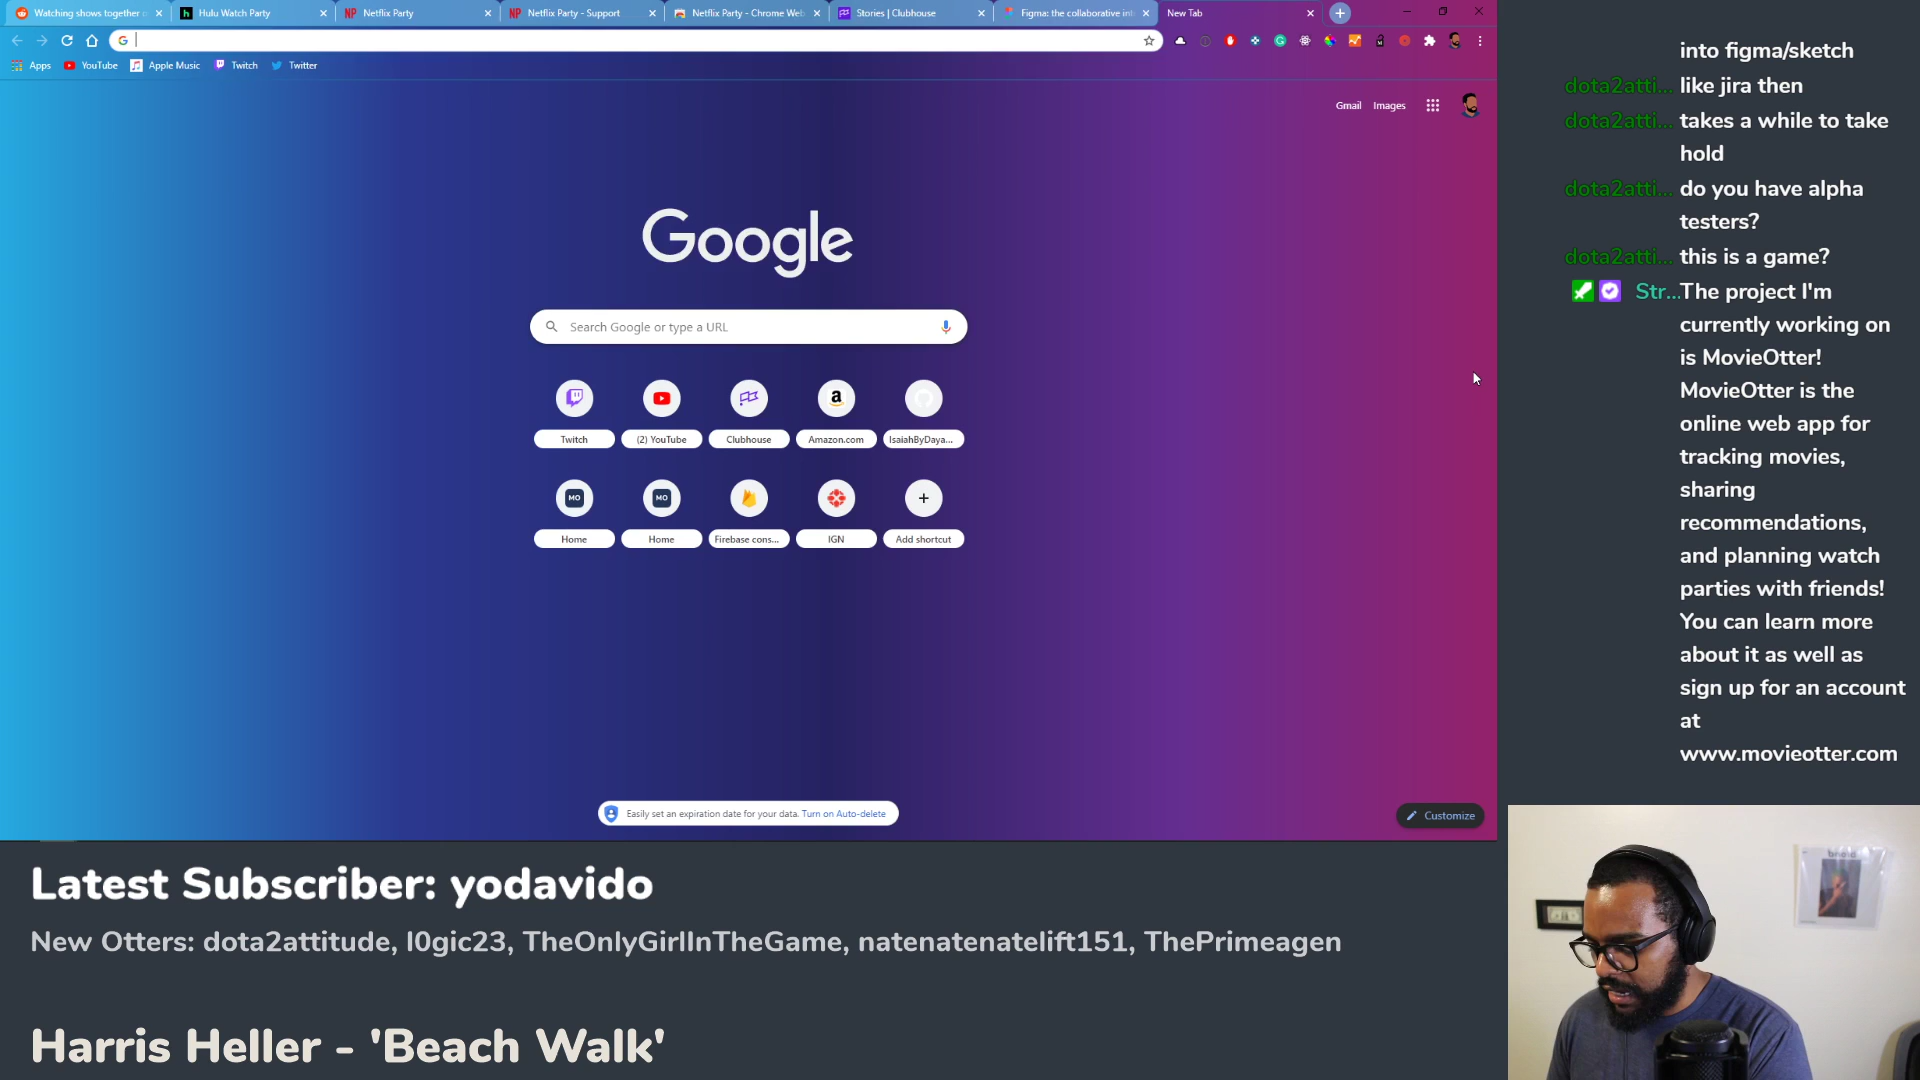 Watching shows together
Hulu Watch Party
Netflix Party
Netflix Party - Support
Netflix Party - Chrome Web
Stories | Clubhouse
Figma: the collaborative int
New Tab
Apps
YouTube
Apple Music
Twitch
Twitter
Gmail
Images
Google
Search Google or type a URL
Twitch
(2) YouTube
Clubhouse
Amazon.com
IsaiahByDaya...
MO
MO
Home
Home
Firebase cons...
IGN
Add shortcut
Easily set an expiration date for your data. Turn on Auto-delete
Customize
into figma/sketch
dota2atti... like jira then
dota2atti... takes a while to take
hold
dota2atti... do you have alpha
testers?
dota2atti... this is a game?
Str... The project I'm
currently working on
is MovieOtter!
MovieOtter is the
online web app for
tracking movies,
sharing
recommendations,
and planning watch
parties with friends!
You can learn more
about it as well as
sign up for an account
at
www.movieotter.com
Latest Subscriber: yodavido
New Otters: dota2attitude, l0gic23, TheOnlyGirlInTheGame, natenatenatelift151, ThePrimeagen
Harris Heller - 'Beach Walk'